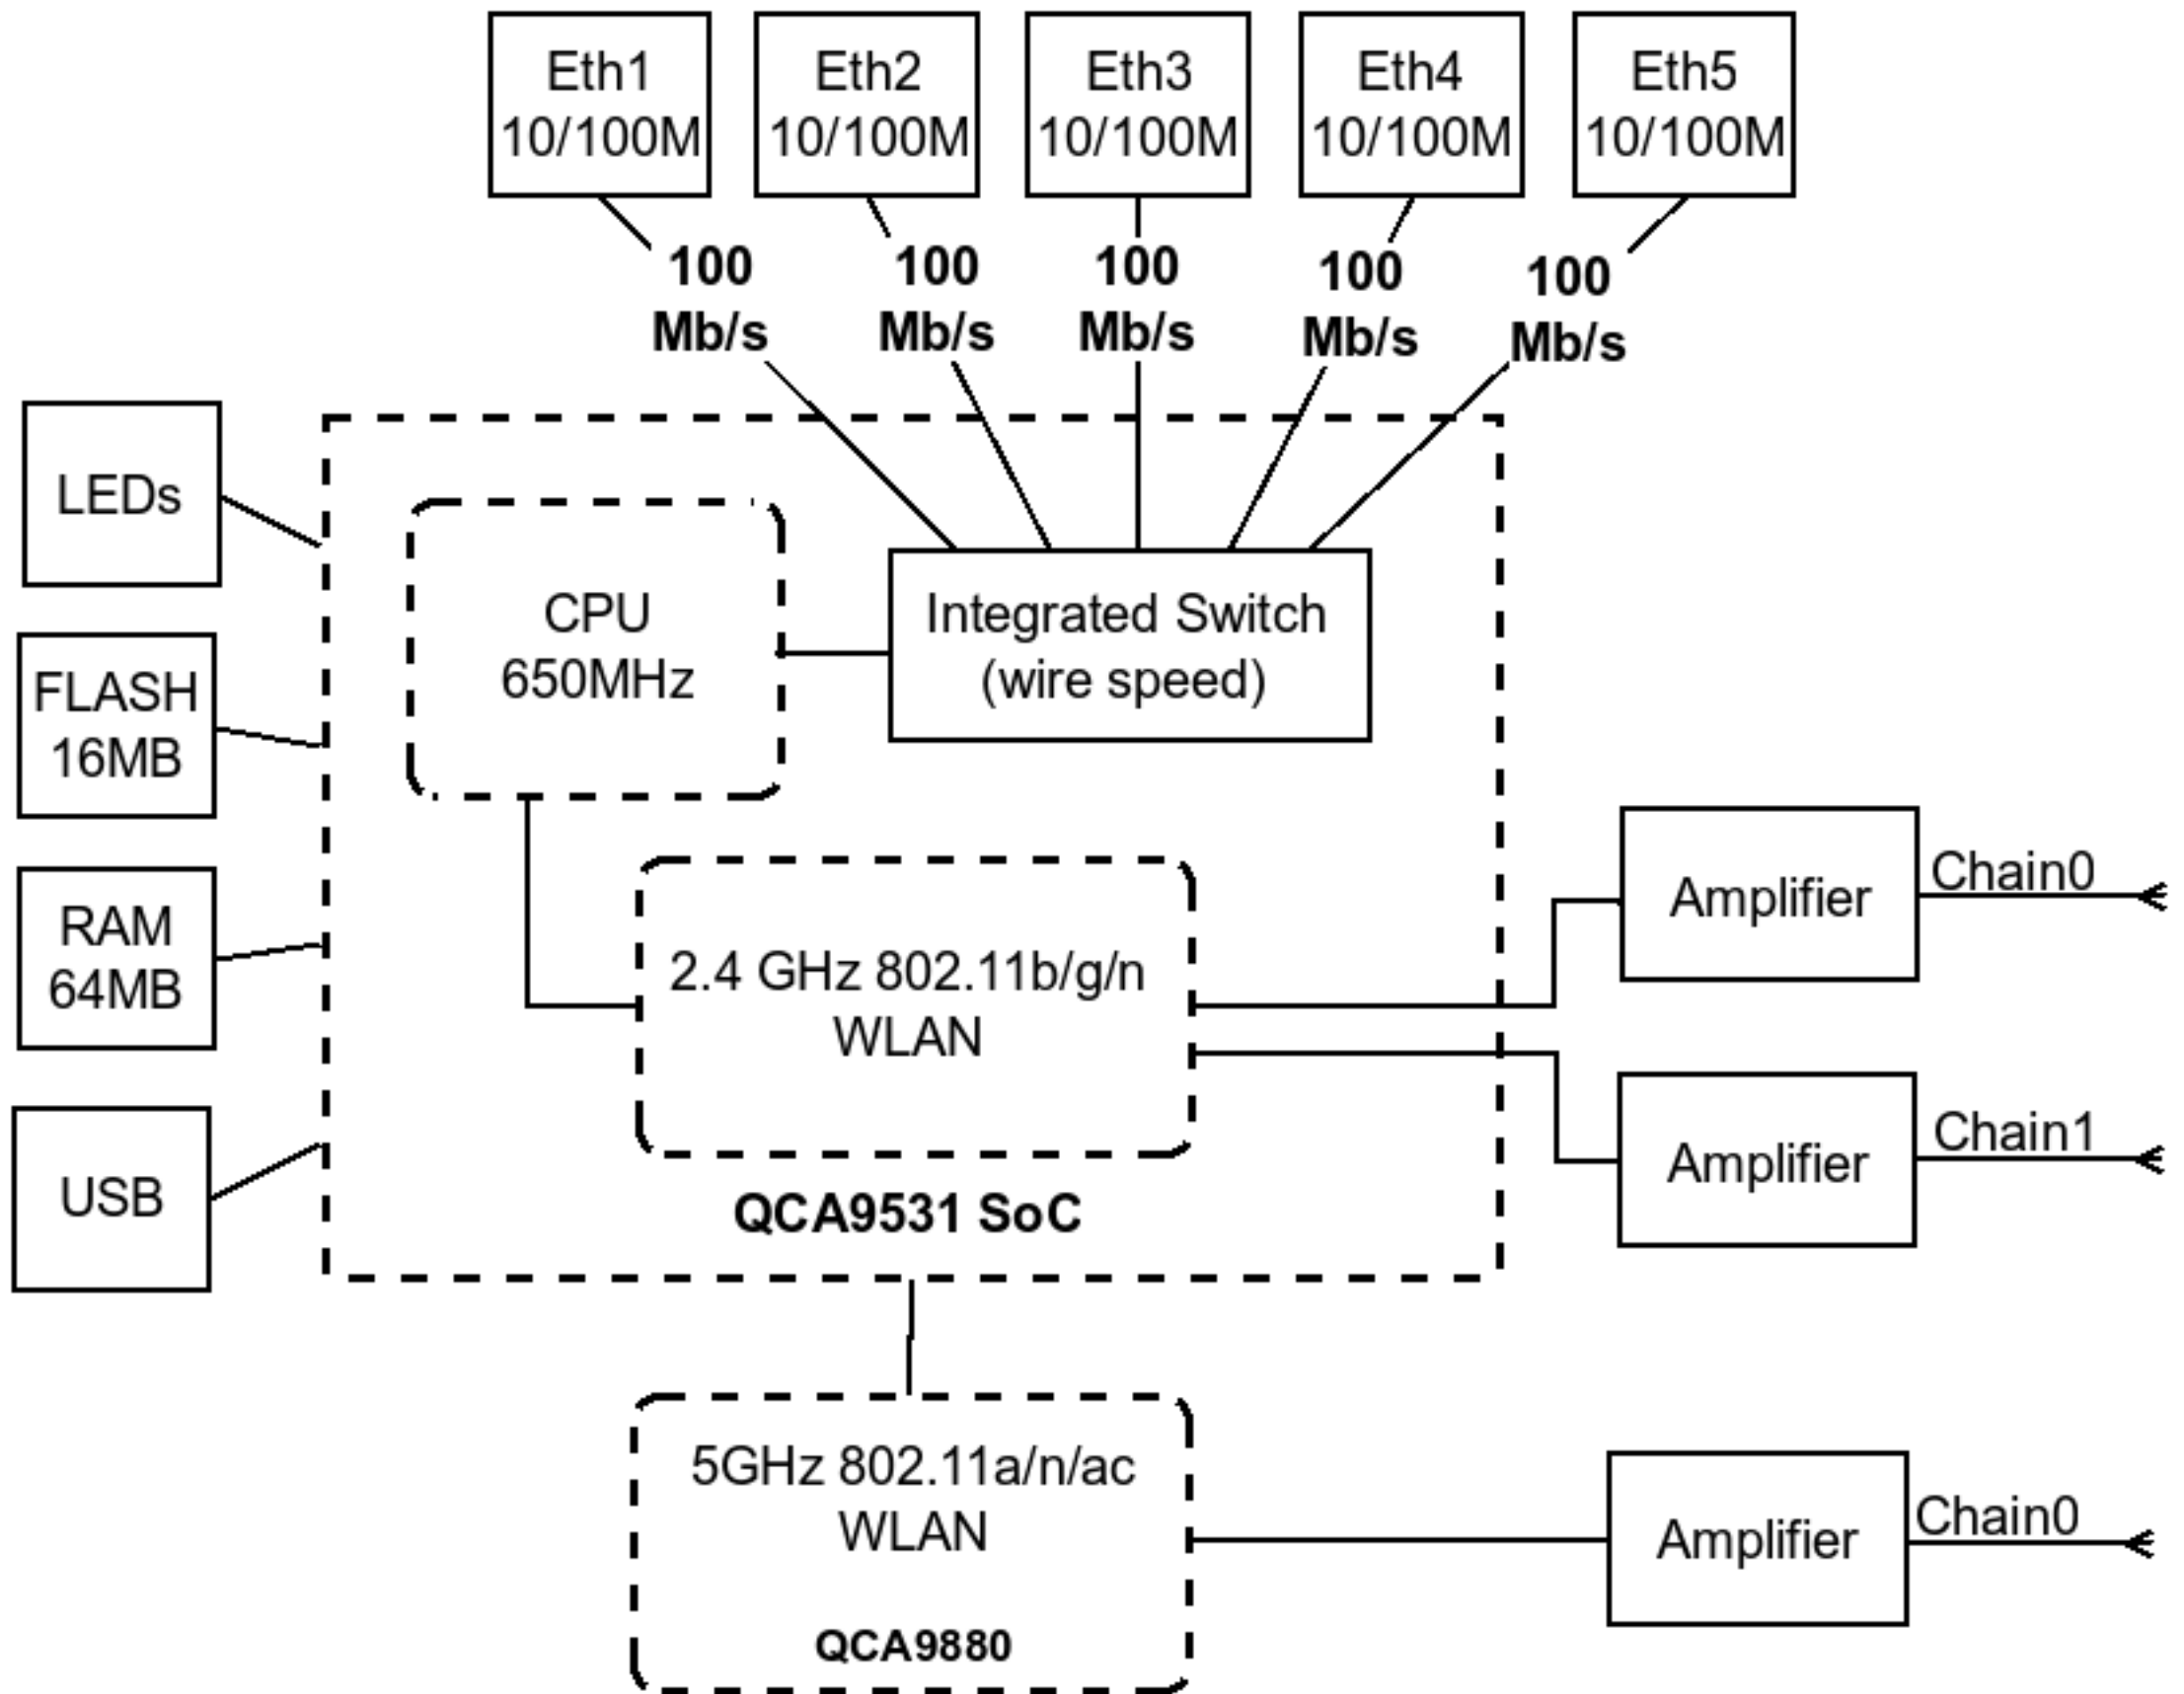 Eth1
10/100M
Eth2
10/100M
Eth3
10/100M
Eth4
10/100M
Eth5
10/100M
100
Mb/s
100
Mb/s
100
Mb/s
100
Mb/s
100
Mb/s
LEDs
FLASH
16MB
RAM
64MB
USB
CPU
650MHz
Integrated Switch
(wire speed)
2.4 GHz 802.11b/g/n
WLAN
QCA9531 SoC
Amplifier
Chain0
Amplifier
Chain1
5GHz 802.11a/n/ac
WLAN
QCA9880
Amplifier
Chain0